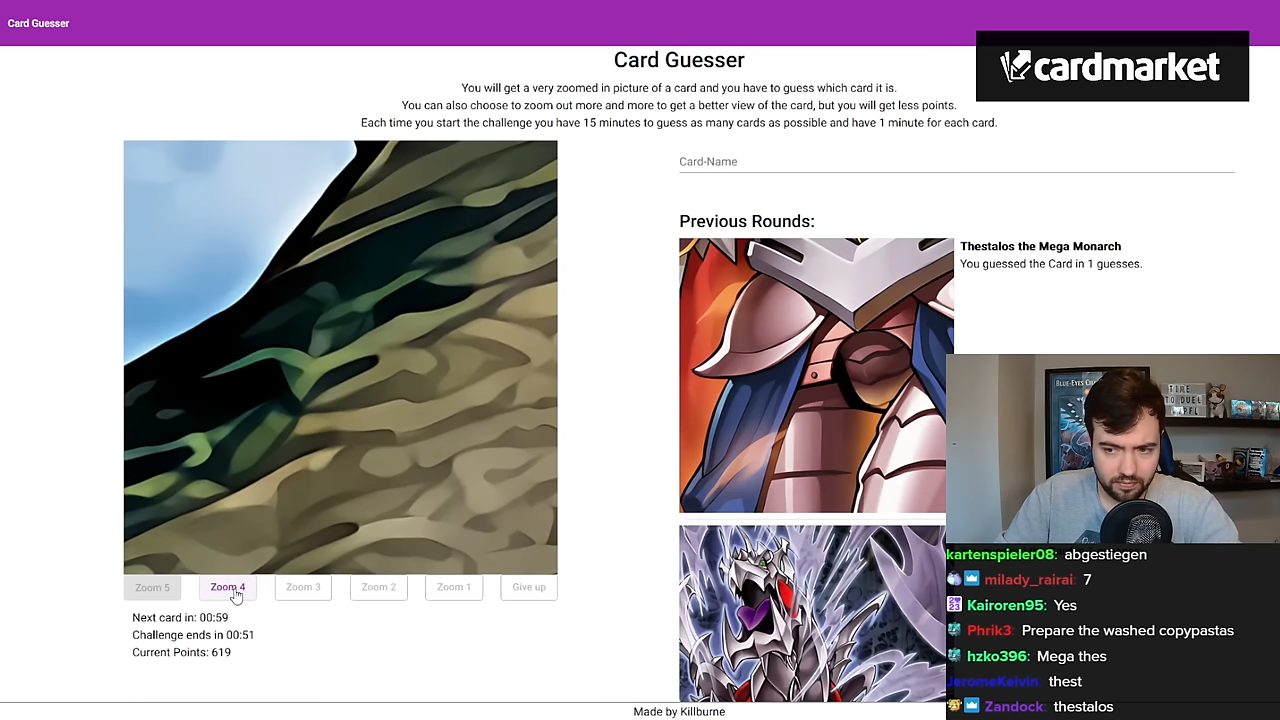 Card Guesser
Card Guesser
cardmarket
You will get a very zoomed in picture of a card and you have to guess which card it is.
You can also choose to zoom out more and more to get a better view of the card, but you will get less points.
Each time you start the challenge you have 15 minutes to guess as many cards as possible and have 1 minute for each card.
Card-Name
Previous Rounds:
Thestalos the Mega Monarch
You guessed the Card in 1 guesses.
Zoom 5
Zoom 4
Zoom 3
Zoom 2
Zoom 1
Give up
Next card in: 00:59
Challenge ends in 00:51
Current Points: 619
TIME
TO DUEL
kartenspieler08: abgestiegen
milady_rairai: 7
Kairoren95: Yes
Phrik3: Prepare the washed copypastas
hzko396: Mega thes
JeromeKelvin: thest
Zandock: thestalos
Made by Killburne